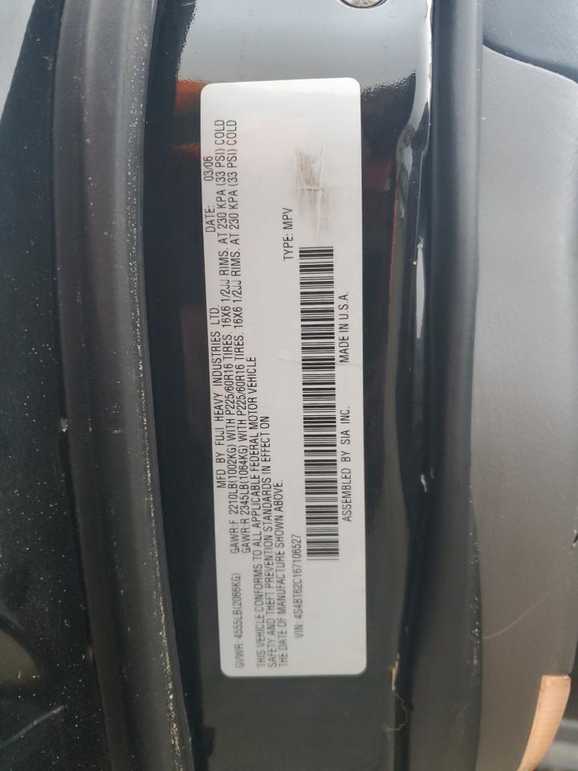 MFD. BY FUJI HEAVY INDUSTRIES LTD. DATE: 03/06
GVWR: 4555LB(2066KG) GAWR:F 2210LB(1002KG) WITH P225/60R16 TIRES, 16X6 1/2JJ RIMS, AT 230 KPA (33 PSI) COLD
GAWR:R 2345LB(1064KG) WITH P225/60R16 TIRES, 16X6 1/2JJ RIMS, AT 230 KPA (33 PSI) COLD
THIS VEHICLE CONFORMS TO ALL APPLICABLE FEDERAL MOTOR VEHICLE
SAFETY AND THEFT PREVENTION STANDARDS IN EFFECT ON
THE DATE OF MANUFACTURE SHOWN ABOVE.
VIN: 4S4BT62C167106527 TYPE: MPV
ASSEMBLED BY SIA INC. MADE IN U.S.A.